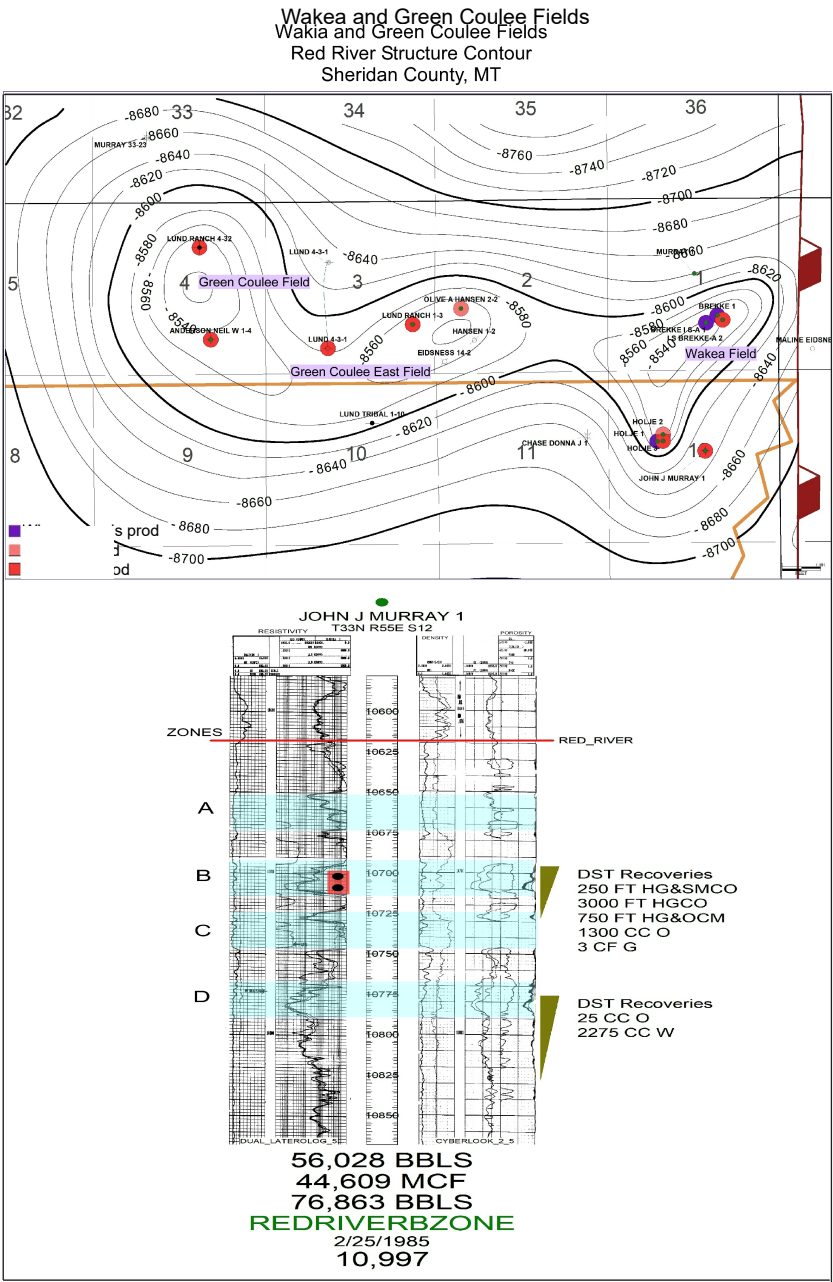 Wakea and Green Coulee Fields
Wakia and Green Coulee Fields
Red River Structure Contour
Sheridan County, MT
32
33
34
35
36
-8680
-8660
MURRAY 33-23
-8640
-8620
-8600
-8760
-8740
-8720
-8700
-8680
-8660
LUND RANCH 4-32
-8580
LUND 4-3-1
-8640
-8620
5
4
Green Coulee Field
3
2
1
-8560
-8540
ANDERSON NEIL W 1-4
OLIVE A HANSEN 2-2
LUND RANCH 1-3
-8580
-8600
BREKKE 1
-8580
HANSEN 1-2
LUND 4-3-1
-8560
EIDSNESS 14-2
-8560
-8540
Wakea Field
Green Coulee East Field
-8600
-8640
LUND TRIBAL 1-10
-8620
HOLJE 2
HOLJE 1
CHASE DONNA J 1
8
9
10
11
-8640
JOHN J MURRAY 1
-8660
-8660
-8680
-8680
-8700
-8700
s prod
JOHN J MURRAY 1
T33N R55E S12
RESISTIVITY
DENSITY
POROSITY
10600
ZONES
RED_RIVER
10625
10650
A
10675
B
10700
DST Recoveries
250 FT HG&SMCO
3000 FT HGCO
750 FT HG&OCM
1300 CC O
3 CF G
10725
C
10750
D
10775
DST Recoveries
25 CC O
2275 CC W
10800
10825
10850
DUAL_LATEROLOG_5
CYBERLOOK_2_5
56,028 BBLS
44,609 MCF
76,863 BBLS
REDRIVERBZONE
2/25/1985
10,997